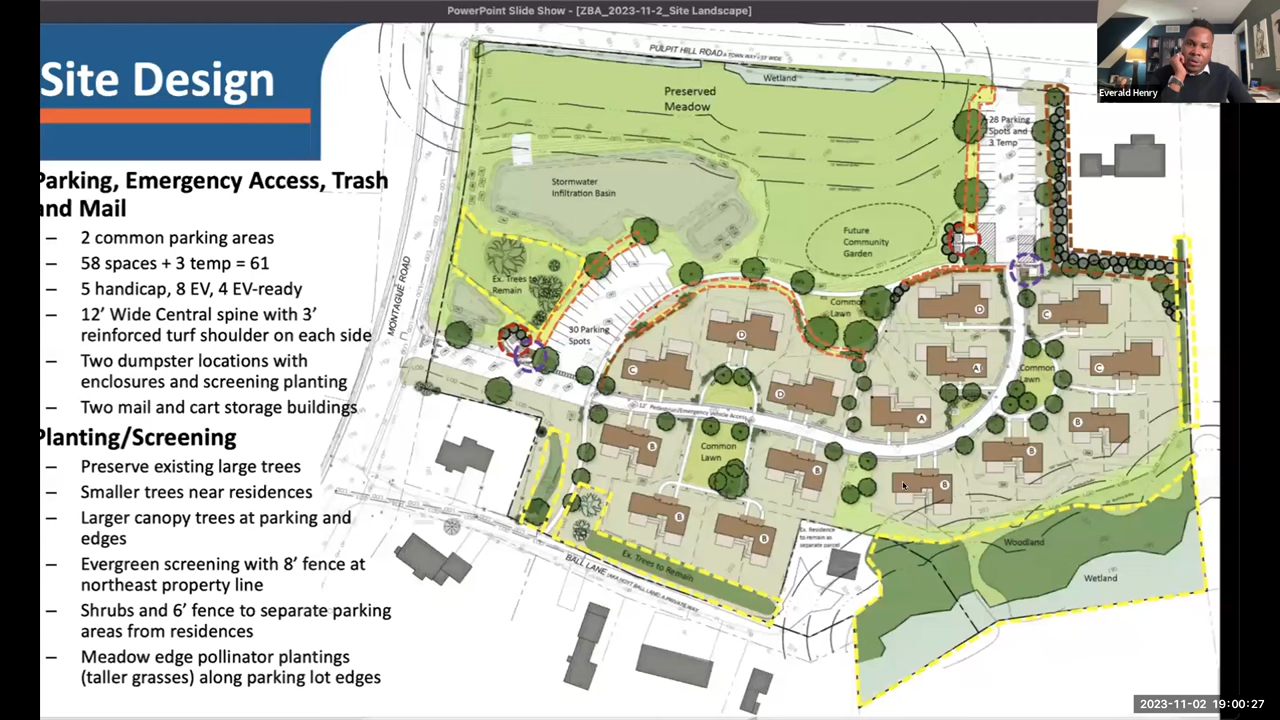 PowerPoint Slide Show - [ZBA_2023-11-2_Site Landscape]
Everald Henry
Site Design
Parking, Emergency Access, Trash
and Mail
– 2 common parking areas
– 58 spaces + 3 temp = 61
– 5 handicap, 8 EV, 4 EV-ready
– 12’ Wide Central spine with 3’
reinforced turf shoulder on each side
– Two dumpster locations with
enclosures and screening planting
– Two mail and cart storage buildings
Planting/Screening
– Preserve existing large trees
– Smaller trees near residences
– Larger canopy trees at parking and
edges
– Evergreen screening with 8’ fence at
northeast property line
– Shrubs and 6’ fence to separate parking
areas from residences
– Meadow edge pollinator plantings
(taller grasses) along parking lot edges
PULPIT HILL ROAD
Wetland
Preserved
Meadow
28 Parking
Spots and
3 Temp
Stormwater
Infiltration Basin
Future
Community
Garden
MONTAGUE ROAD
Ex. Trees to
Remain
30 Parking
Spots
Common
Lawn
D
D
C
C
A
C
D
Common
Lawn
A
B
12' Pedestrian/Emergency Vehicle Access
B
Common
Lawn
B
B
B
B
B
Ex. Residence
to remain as
separate parcel
Ex. Trees to Remain
BALL LANE
Woodland
Wetland
2023-11-02 19:00:27